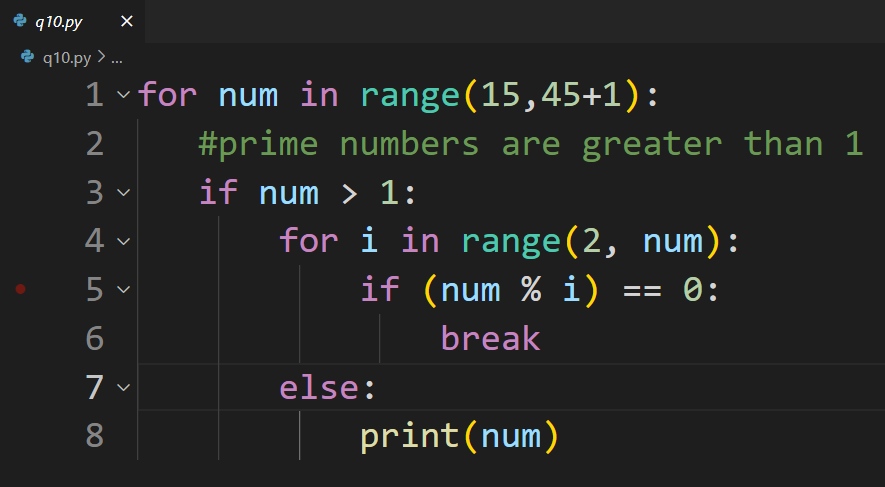 q10.py ×
q10.py > ...
1 for num in range(15,45+1):
2 #prime numbers are greater than 1
3 if num > 1:
4 for i in range(2, num):
5 if (num % i) == 0:
6 break
7 else:
8 print(num)